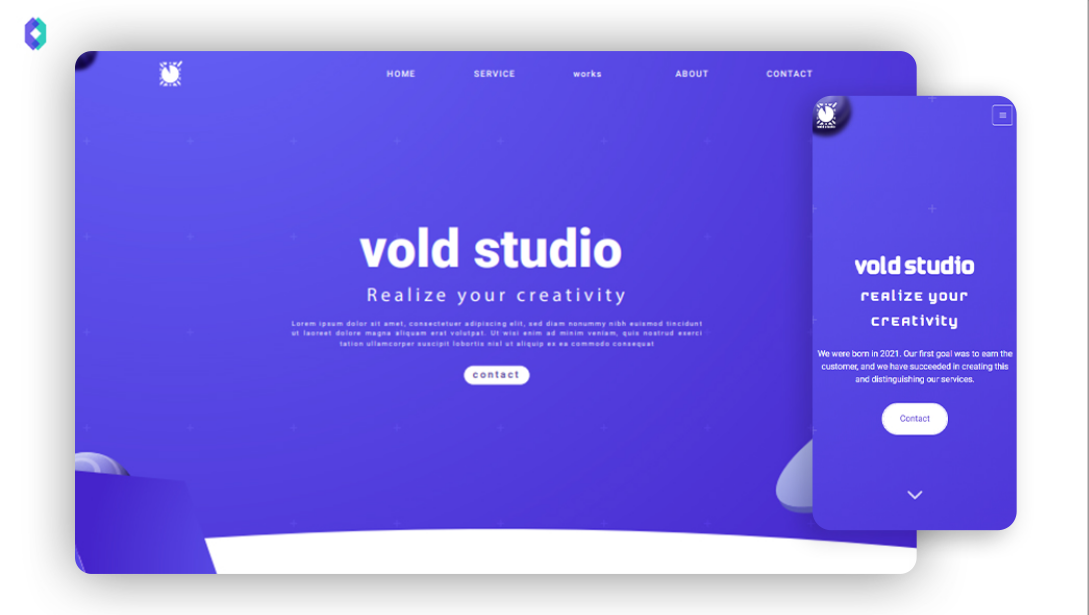 HOME SERVICE works ABOUT CONTACT
vold studio
Realize your creativity
Lorem ipsum dolor sit amet, consectetuer adipiscing elit, sed diam nonummy nibh euismod tincidunt
ut laoreet dolore magna aliquam erat volutpat. Ut wisi enim ad minim veniam, quis nostrud exerci
tation ullamcorper suscipit lobortis nisl ut aliquip ex ea commodo consequat
contact
vold studio
realize your
creativity
We were born in 2021. Our first goal was to earn the
customer, and we have succeeded in creating this
and distinguishing our services.
Contact